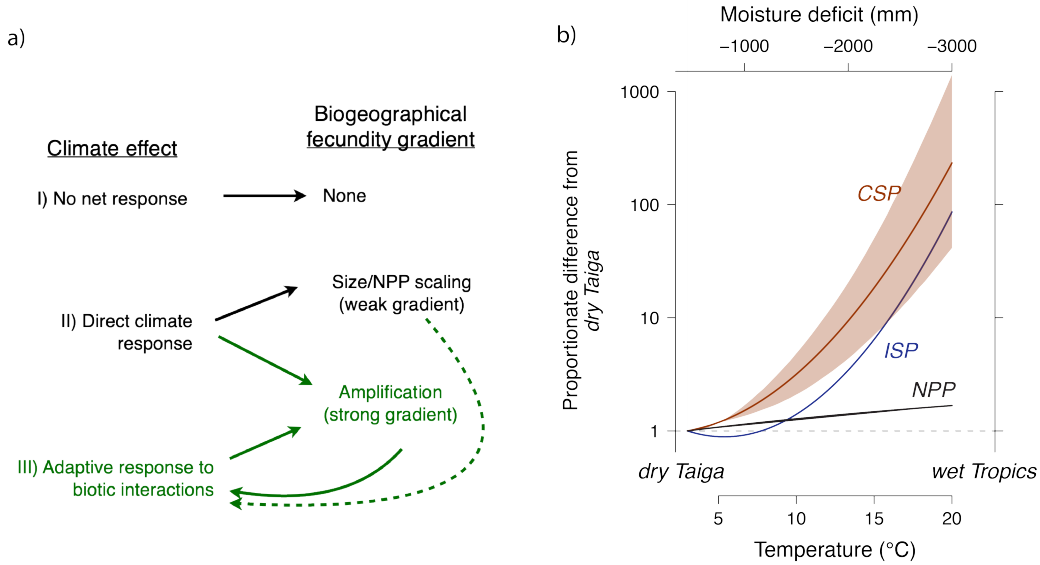 a)
Climate effect
Biogeographical
fecundity gradient
I) No net response
None
II) Direct climate
response
Size/NPP scaling
(weak gradient)
Amplification
(strong gradient)
III) Adaptive response to
biotic interactions
b)
Moisture deficit (mm)
−1000
−2000
−3000
Proportionate difference from
dry Taiga
1000
100
10
1
CSP
ISP
NPP
dry Taiga
wet Tropics
5
10
15
20
Temperature (°C)